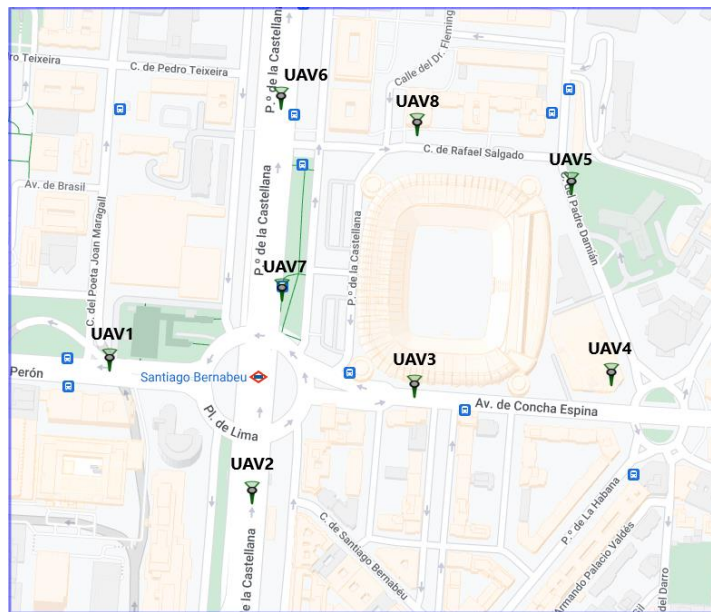 ro Teixeira
C. de Pedro Teixeira
P.º de la Castellana
UAV6
Calle del Dr. Fleming
UAV8
C. de Rafael Salgado
UAV5
C. del Padre Damián
Av. de Brasil
C. del Poeta Joan Maragall
P.º de la Castellana
P.º de la Castellana
UAV7
UAV1
Perón
Santiago Bernabeu
UAV3
UAV4
Av. de Concha Espina
Pl. de Lima
UAV2
P.º de la Castellana
C. de Santiago Bernabéu
P.º de La Habana
Armando Palacio Valdés
del Darro